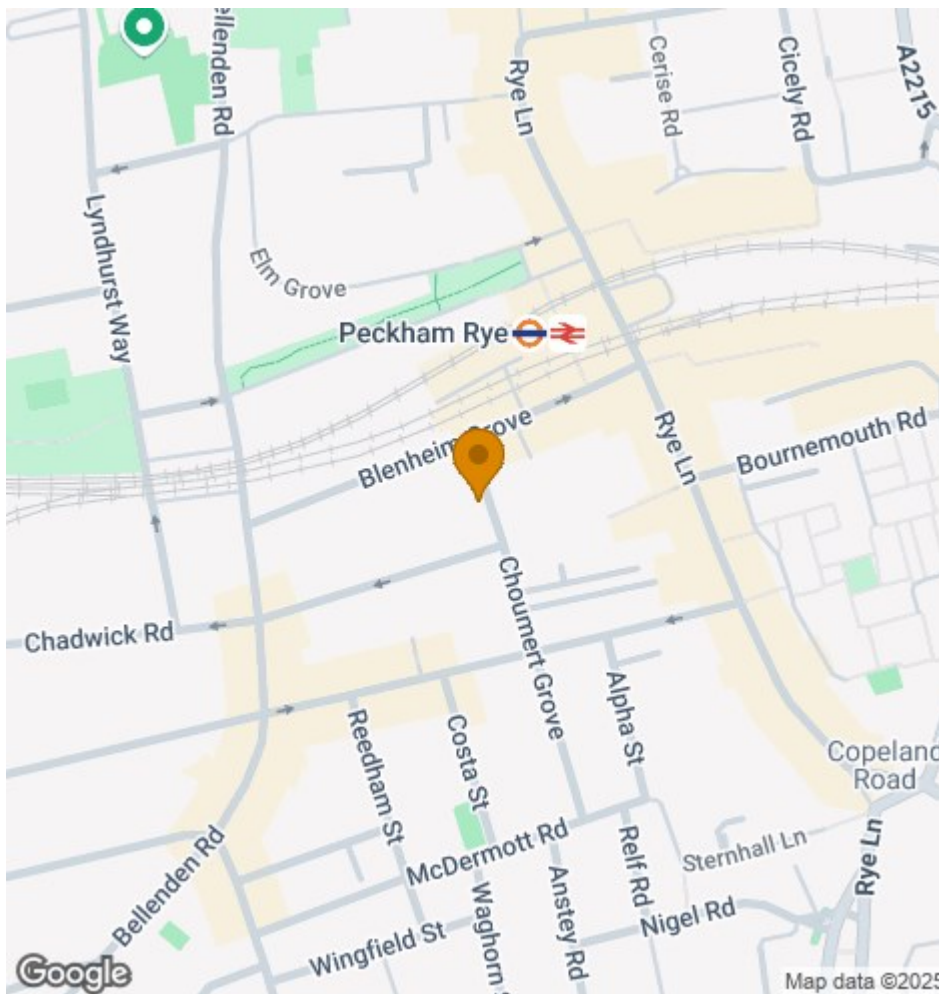 ellenden Rd
Rye Ln
Cerise Rd
Cicely Rd
A2215
Lyndhurst Way
Elm Grove
Peckham Rye
Blenheim Grove
Rye Ln
Bournemouth Rd
Chadwick Rd
Choumert Grove
Alpha St
Reedham St
Costa St
Copeland
Road
McDermott Rd
Relf Rd
Sternhall Ln
Rye Ln
Bellenden Rd
Waghorn S
Anstey Rd
Nigel Rd
Wingfield St
Google
Map data ©2025